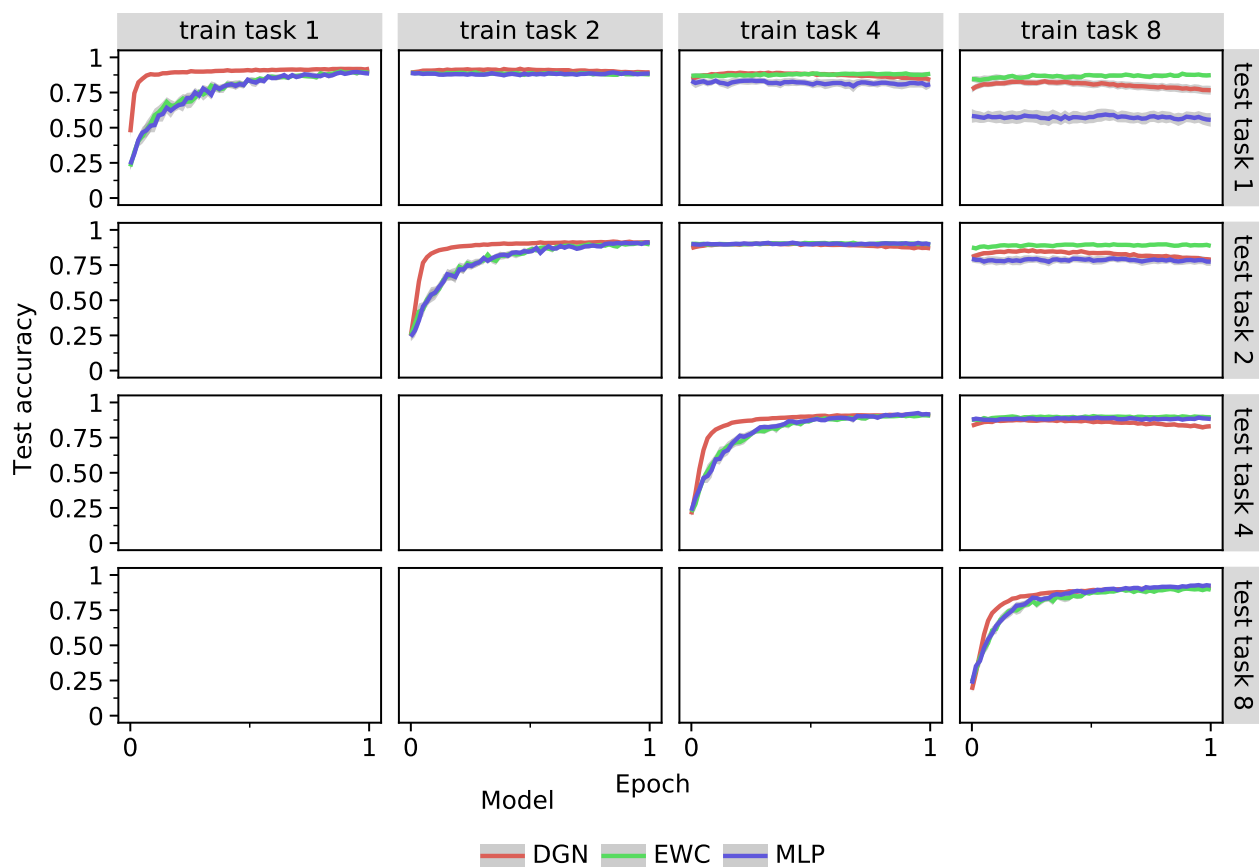 train task 1 train task 2 train task 4 train task 8
1
0.75
0.50
0.25
0
test task 1
1
0.75
0.50
0.25
0
test task 2
1
0.75
0.50
0.25
0
test task 4
1
0.75
0.50
0.25
0
test task 8
Test accuracy
0 1 0 1 0 1 0 1
Epoch
Model
DGN EWC MLP